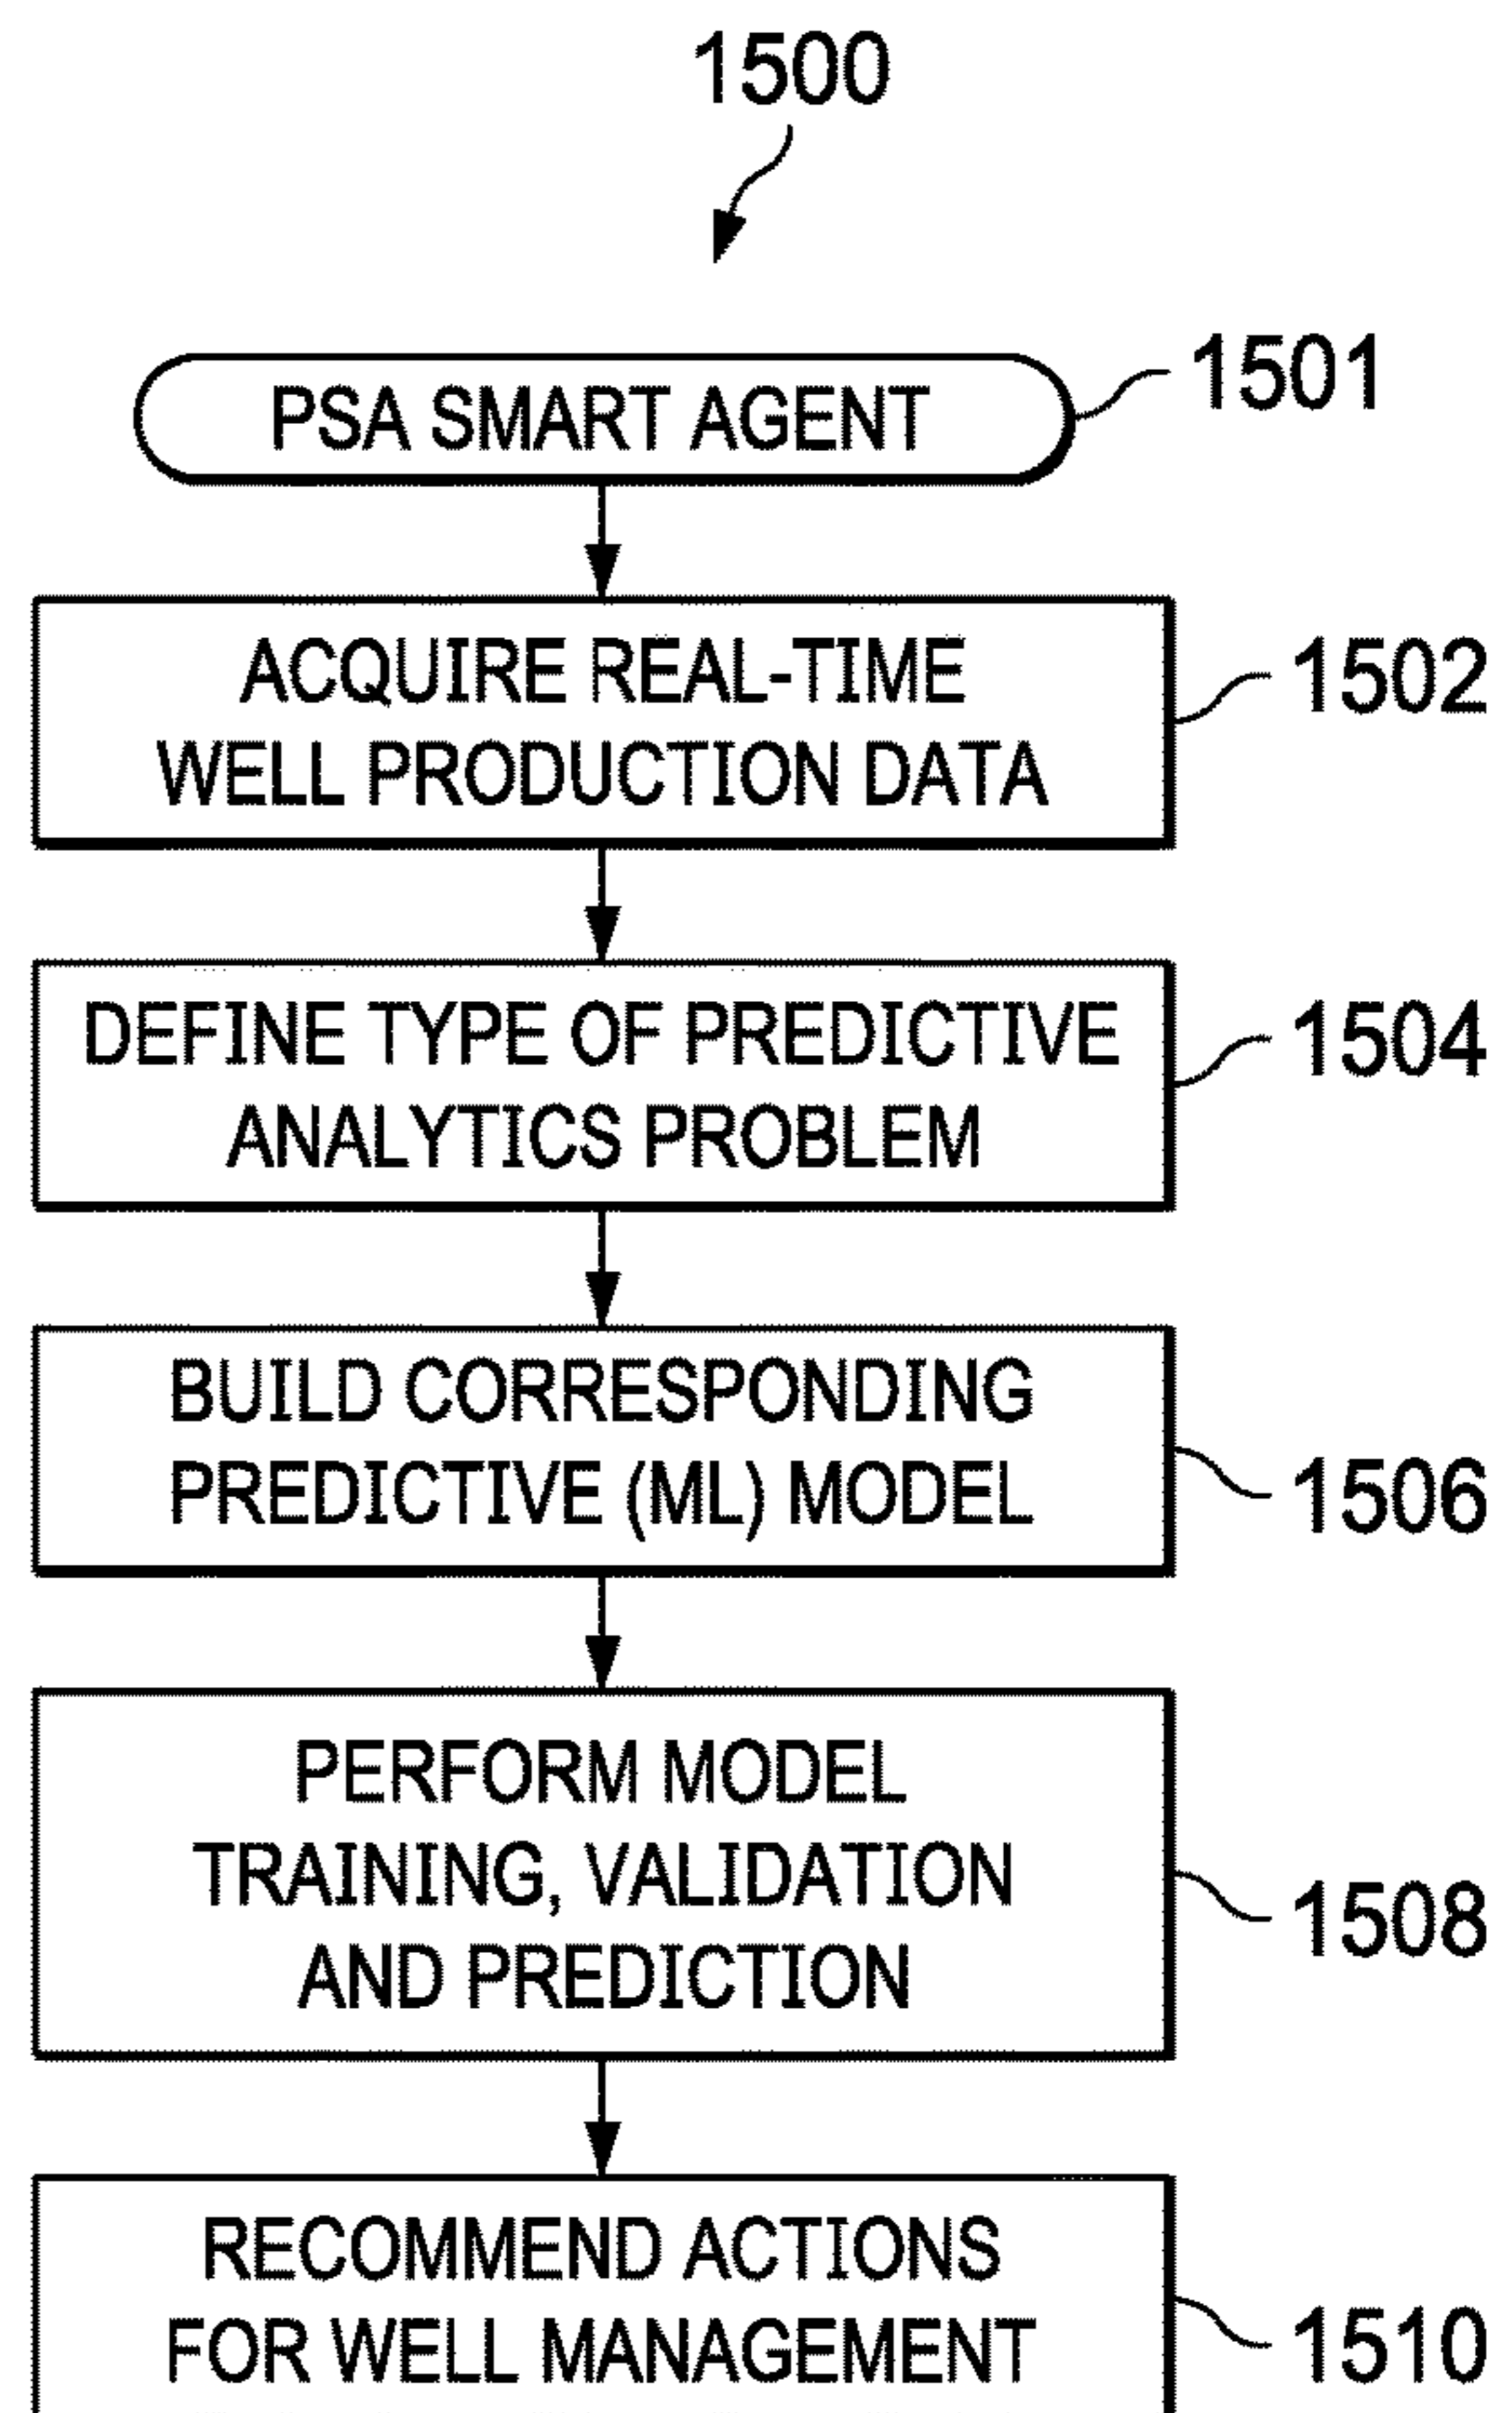 1500
PSA SMART AGENT
1501
ACQUIRE REAL-TIME
WELL PRODUCTION DATA
1502
DEFINE TYPE OF PREDICTIVE
ANALYTICS PROBLEM
1504
BUILD CORRESPONDING
PREDICTIVE (ML) MODEL
1506
PERFORM MODEL
TRAINING, VALIDATION
AND PREDICTION
1508
RECOMMEND ACTIONS
FOR WELL MANAGEMENT
1510